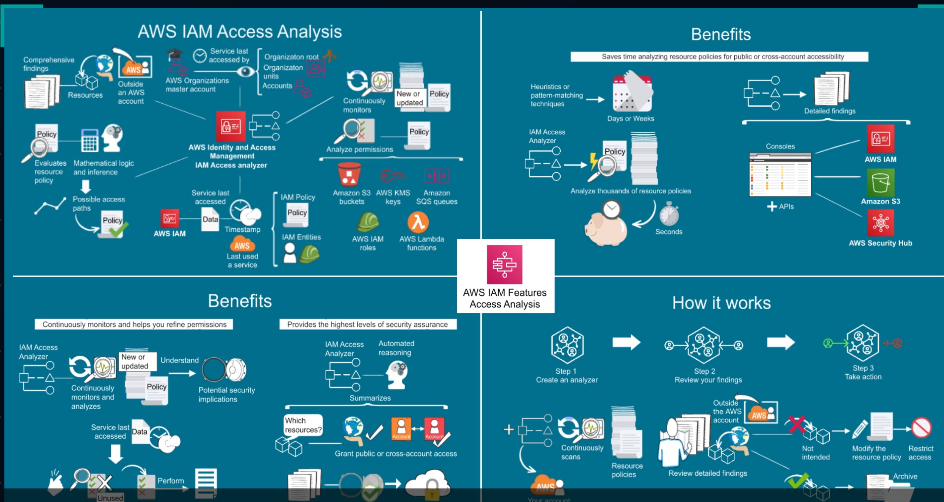 AWS IAM Access Analysis
Comprehensive
findings
Resources
Outside
an AWS
account
AWS
AWS Organizations
master account
Service last
accessed by
Organizaton root
Organizaton
units
Accounts
Continuously
monitors
New or
updated
Policy
Analyze permissions
Policy
AWS Identity and Access
Management
IAM Access analyzer
Policy
Evaluates
resource
policy
Mathematical logic
and inference
Possible access
paths
Policy
AWS IAM
Service last
accessed
Data
Timestamp
AWS
Last used
a service
IAM Policy
Policy
IAM Entities
Amazon S3
buckets
AWS KMS
keys
Amazon
SQS queues
AWS IAM
roles
AWS Lambda
functions
Benefits
Saves time analyzing resource policies for public or cross-account accessibility
Heuristics or
pattem-matching
techniques
Days or Weeks
IAM Access
Analyzer
Policy
Analyze thousands of resource policies
Seconds
Detailed findings
Consoles
+ APIs
AWS IAM
Amazon S3
AWS Security Hub
AWS IAM Features
Access Analysis
Benefits
Continuously monitors and helps you refine permissions
IAM Access
Analyzer
Continuously
monitors and
analyzes
New or
updated
Policy
Understand
Potential security
implications
Service last
accessed
Data
Unused
Perform
Provides the highest levels of security assurance
IAM Access
Analyzer
Automated
reasoning
Summarizes
Which
resources?
Account
Account
Grant public or cross-account access
How it works
Step 1
Create an analyzer
Step 2
Review your findings
Step 3
Take action
+
Continuously
scans
Resource
policies
AWS
Your account
Outside
the AWS
account
AWS
Review detailed findings
Not
intended
Modify the
resource policy
Restrict
access
Archive